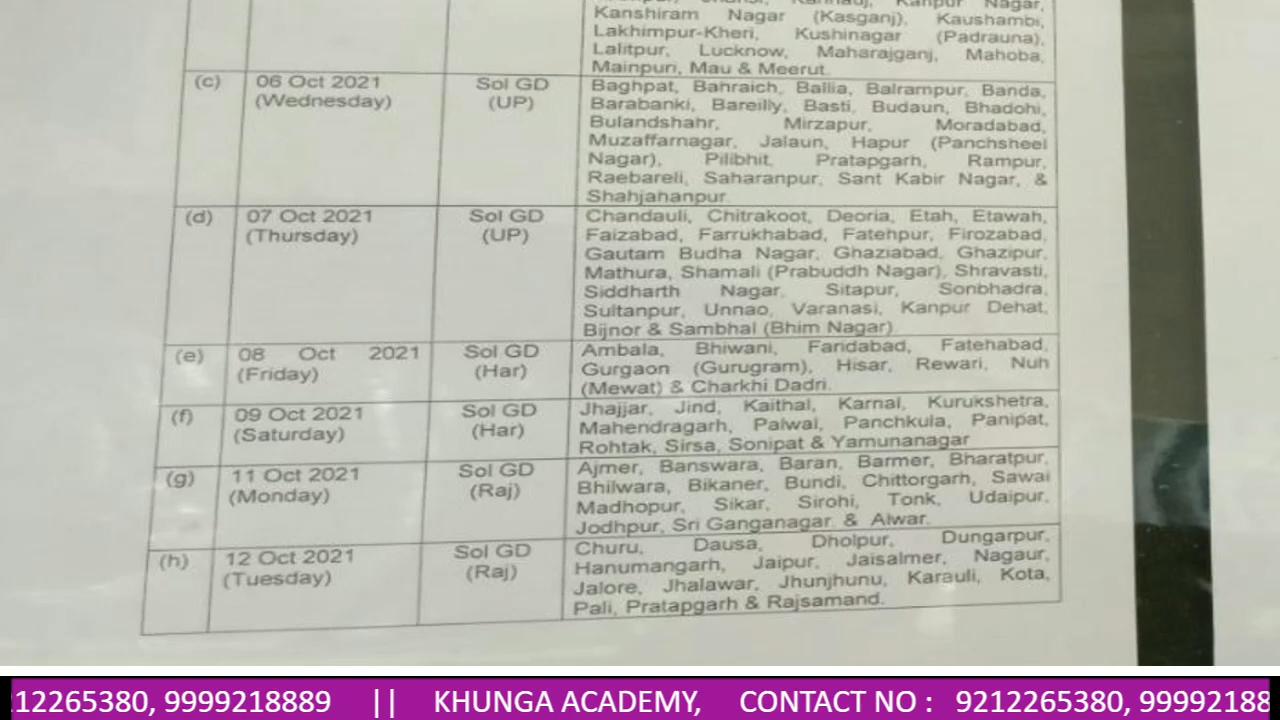 Kanpur Nagar,
Kanshiram Nagar (Kasganj), Kaushambi,
Lakhimpur-Kheri, Kushinagar (Padrauna),
Lalitpur, Lucknow, Maharajganj, Mahoba,
Mainpuri, Mau & Meerut.
(c) 06 Oct 2021 Sol GD Baghpat, Bahraich, Ballia, Balrampur, Banda,
(Wednesday) (UP) Barabanki, Bareilly, Basti, Budaun, Bhadohi,
Bulandshahr, Mirzapur, Moradabad,
Muzaffarnagar, Jalaun, Hapur (Panchsheel
Nagar), Pilibhit, Pratapgarh, Rampur,
Raebareli, Saharanpur, Sant Kabir Nagar, &
Shahjahanpur.
(d) 07 Oct 2021 Sol GD Chandauli, Chitrakoot, Deoria, Etah, Etawah,
(Thursday) (UP) Faizabad, Farrukhabad, Fatehpur, Firozabad,
Gautam Budha Nagar, Ghaziabad, Ghazipur,
Mathura, Shamali (Prabuddh Nagar), Shravasti,
Siddharth Nagar, Sitapur, Sonbhadra,
Sultanpur, Unnao, Varanasi, Kanpur Dehat,
Bijnor & Sambhal (Bhim Nagar).
(e) 08 Oct 2021 Sol GD Ambala, Bhiwani, Faridabad, Fatehabad,
(Friday) (Har) Gurgaon (Gurugram), Hisar, Rewari, Nuh
(Mewat) & Charkhi Dadri.
(f) 09 Oct 2021 Sol GD Jhajjar, Jind, Kaithal, Karnal, Kurukshetra,
(Saturday) (Har) Mahendragarh, Palwal, Panchkula, Panipat,
Rohtak, Sirsa, Sonipat & Yamunanagar
(g) 11 Oct 2021 Sol GD Ajmer, Banswara, Baran, Barmer, Bharatpur,
(Monday) (Raj) Bhilwara, Bikaner, Bundi, Chittorgarh, Sawai
Madhopur, Sikar, Sirohi, Tonk, Udaipur,
Jodhpur, Sri Ganganagar & Alwar.
(h) 12 Oct 2021 Sol GD Churu, Dausa, Dholpur, Dungarpur,
(Tuesday) (Raj) Hanumangarh, Jaipur, Jaisalmer, Nagaur,
Jalore, Jhalawar, Jhunjhunu, Karauli, Kota,
Pali, Pratapgarh & Rajsamand.
12265380, 9999218889 || KHUNGA ACADEMY, CONTACT NO : 9212265380, 99992188